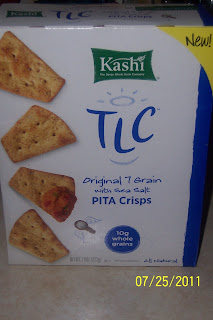 New!
Kashi
TLC
Original 7 Grain
with Sea Salt
PITA Crisps
10g
whole
grains
All Natural
07/25/2011